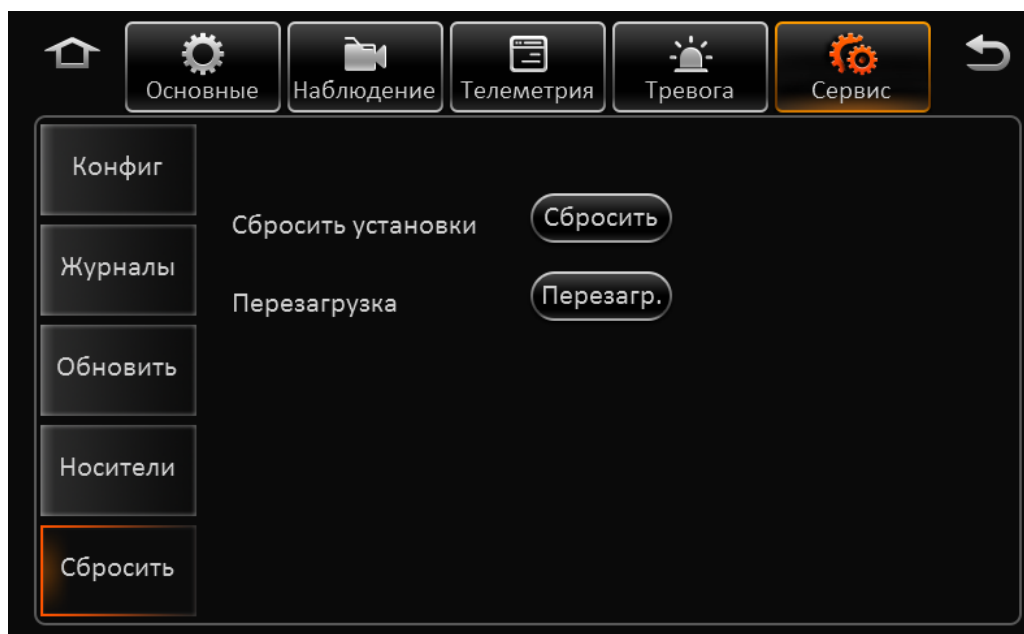 Основные
Наблюдение
Телеметрия
Тревога
Сервис
Конфиг
Журналы
Обновить
Носители
Сбросить
Сбросить установки
Сбросить
Перезагрузка
Перезагр.